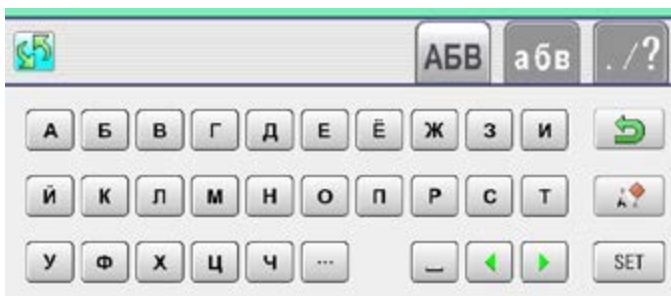 АБВ абв ./?
А Б В Г Д Е Ё Ж З И
Й К Л М Н О П Р С Т
У Ф Х Ц Ч ... SET